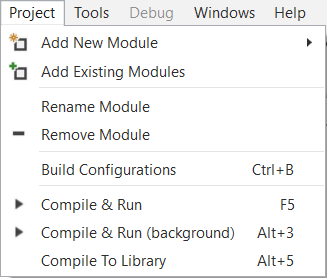 Project Tools Debug Windows Help
Add New Module
Add Existing Modules
Rename Module
Remove Module
Build Configurations Ctrl+B
Compile & Run F5
Compile & Run (background) Alt+3
Compile To Library Alt+5